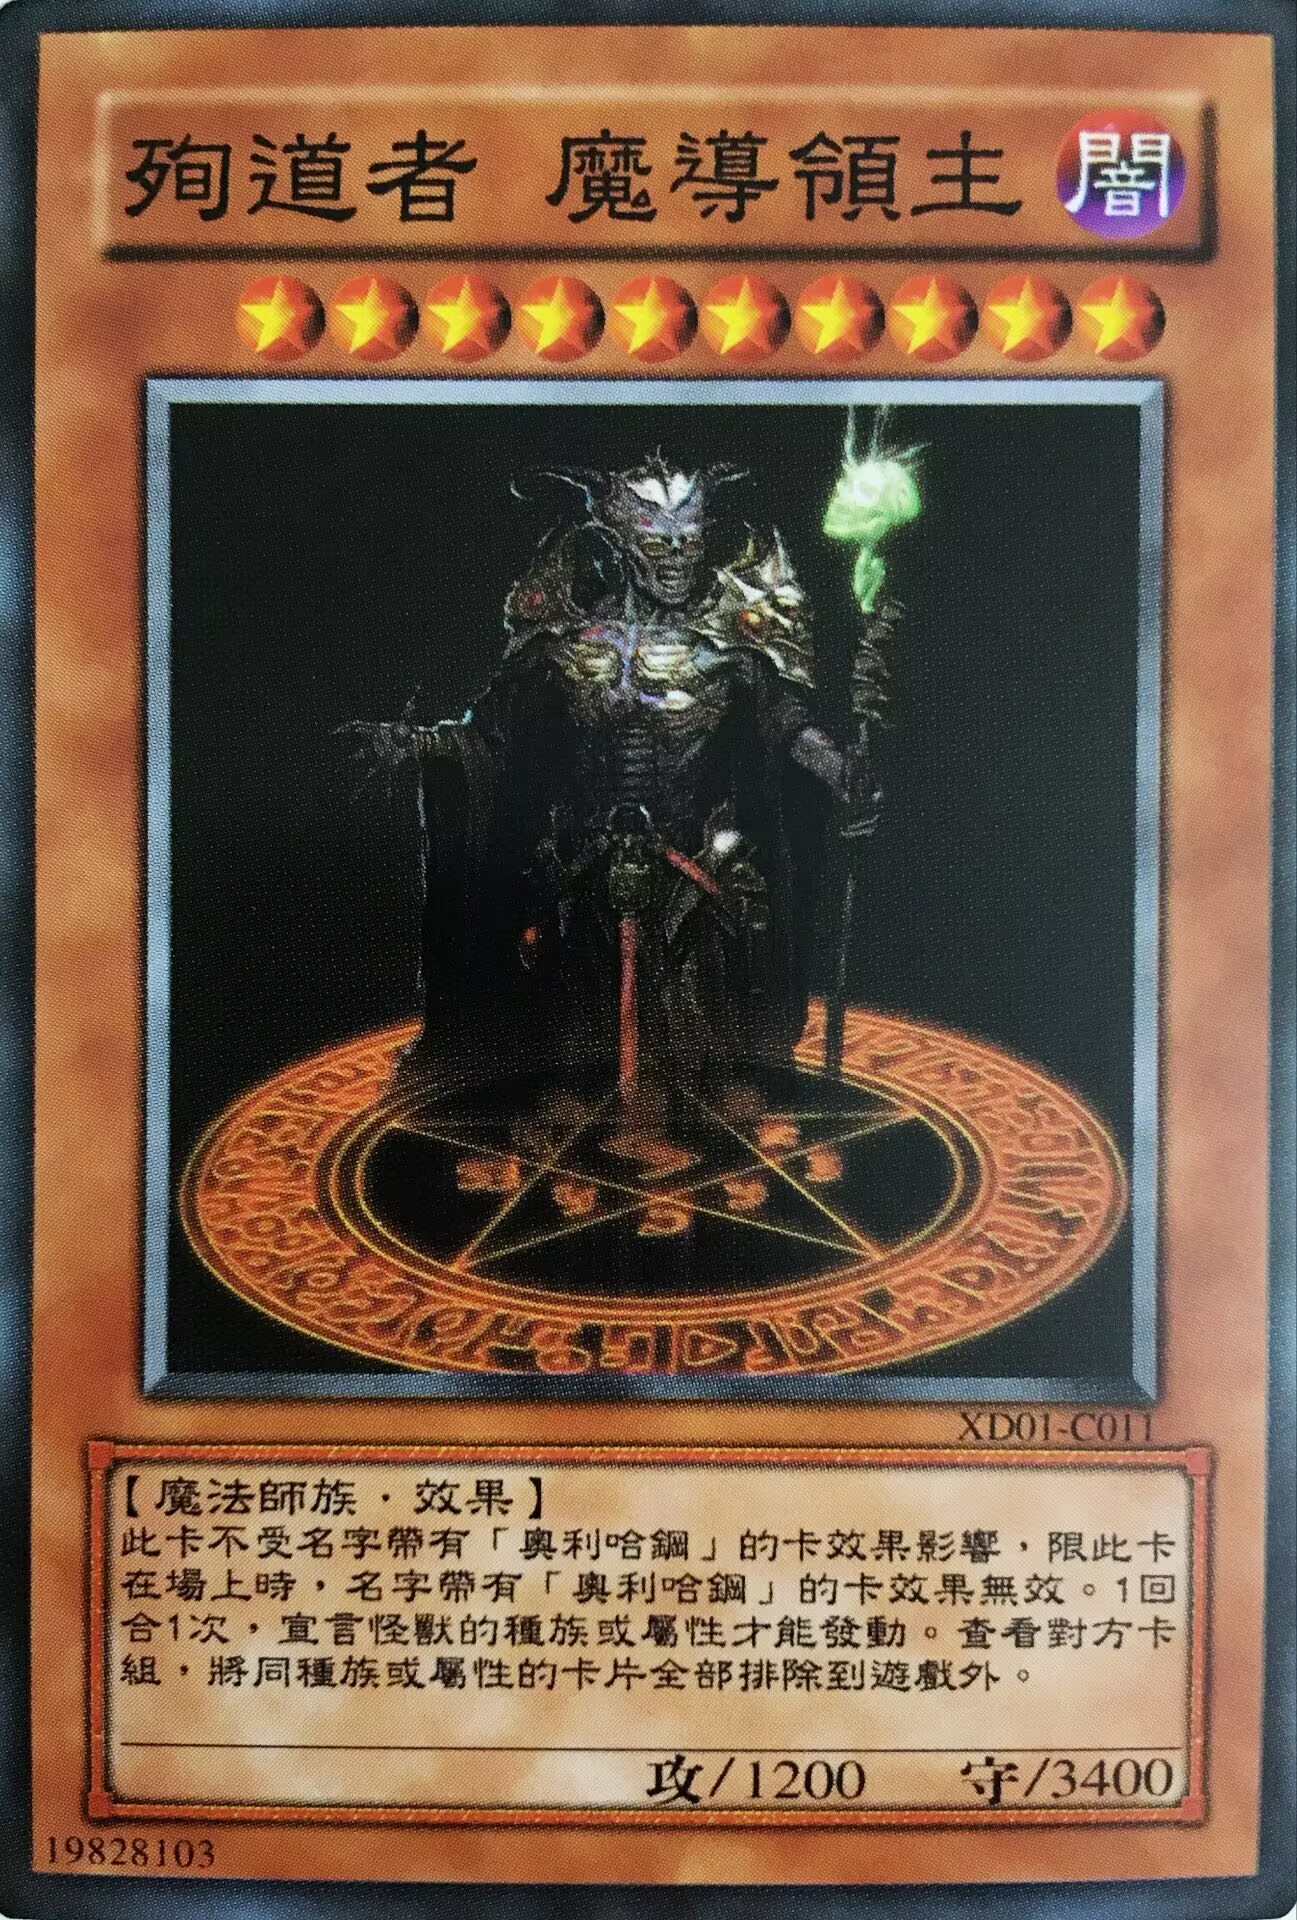 殉道者 魔導領主 闇
XD01-C011
【魔法師族·效果】
此卡不受名字帶有「奧利哈鋼」的卡效果影響，限此卡
在場上時，名字帶有「奧利哈鋼」的卡效果無效。1回
合1次，宣言怪獸的種族或屬性才能發動。查看對方卡
組，將同種族或屬性的卡片全部排除到遊戲外。
攻/1200 守/3400
19828103